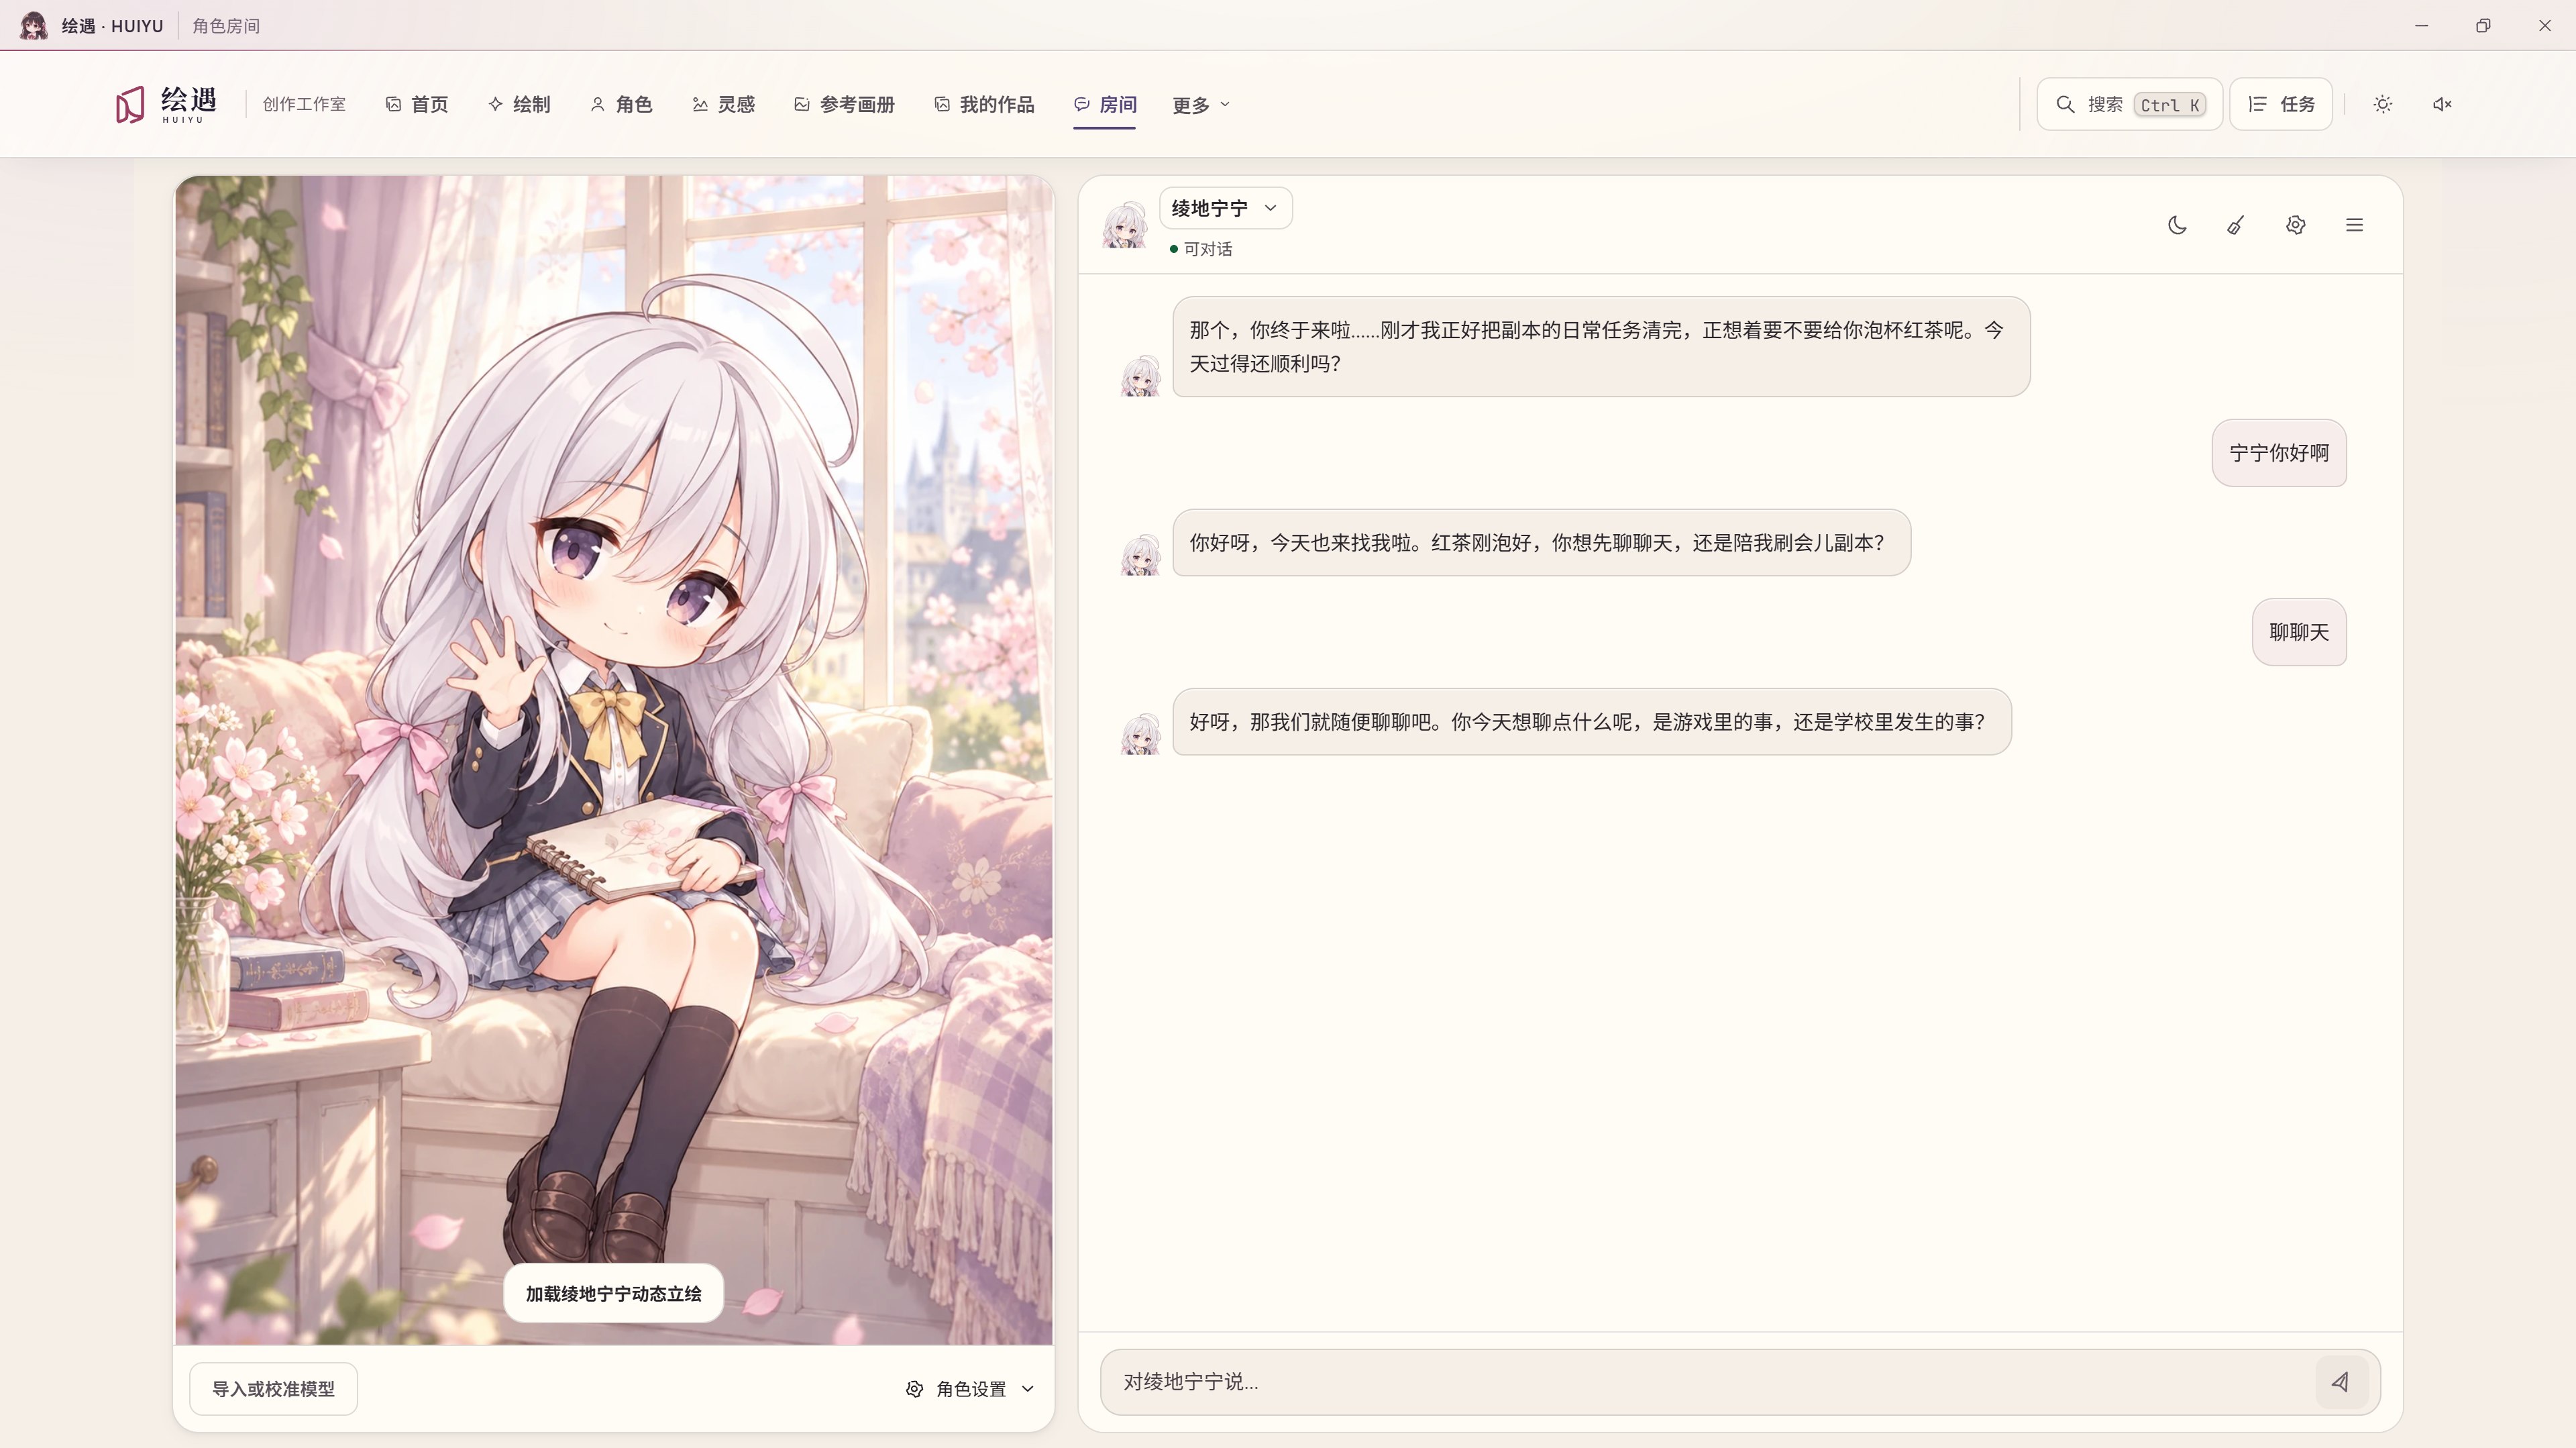 绘遇 · HUIYU 角色房间
绘遇 HUIYU 创作工作室 首页 绘制 角色 灵感 参考画册 我的作品 房间 更多 搜索 Ctrl K 任务
绫地宁宁
可对话
那个，你终于来啦......刚才我正好把副本的日常任务清完，正想着要不要给你泡杯红茶呢。今
天过得还顺利吗？
宁宁你好啊
你好呀，今天也来找我啦。红茶刚泡好，你想先聊聊天，还是陪我刷会儿副本？
聊聊天
好呀，那我们就随便聊聊吧。你今天想聊点什么呢，是游戏里的事，还是学校里发生的事？
加载绫地宁宁动态立绘
导入或校准模型 角色设置
对绫地宁宁说...